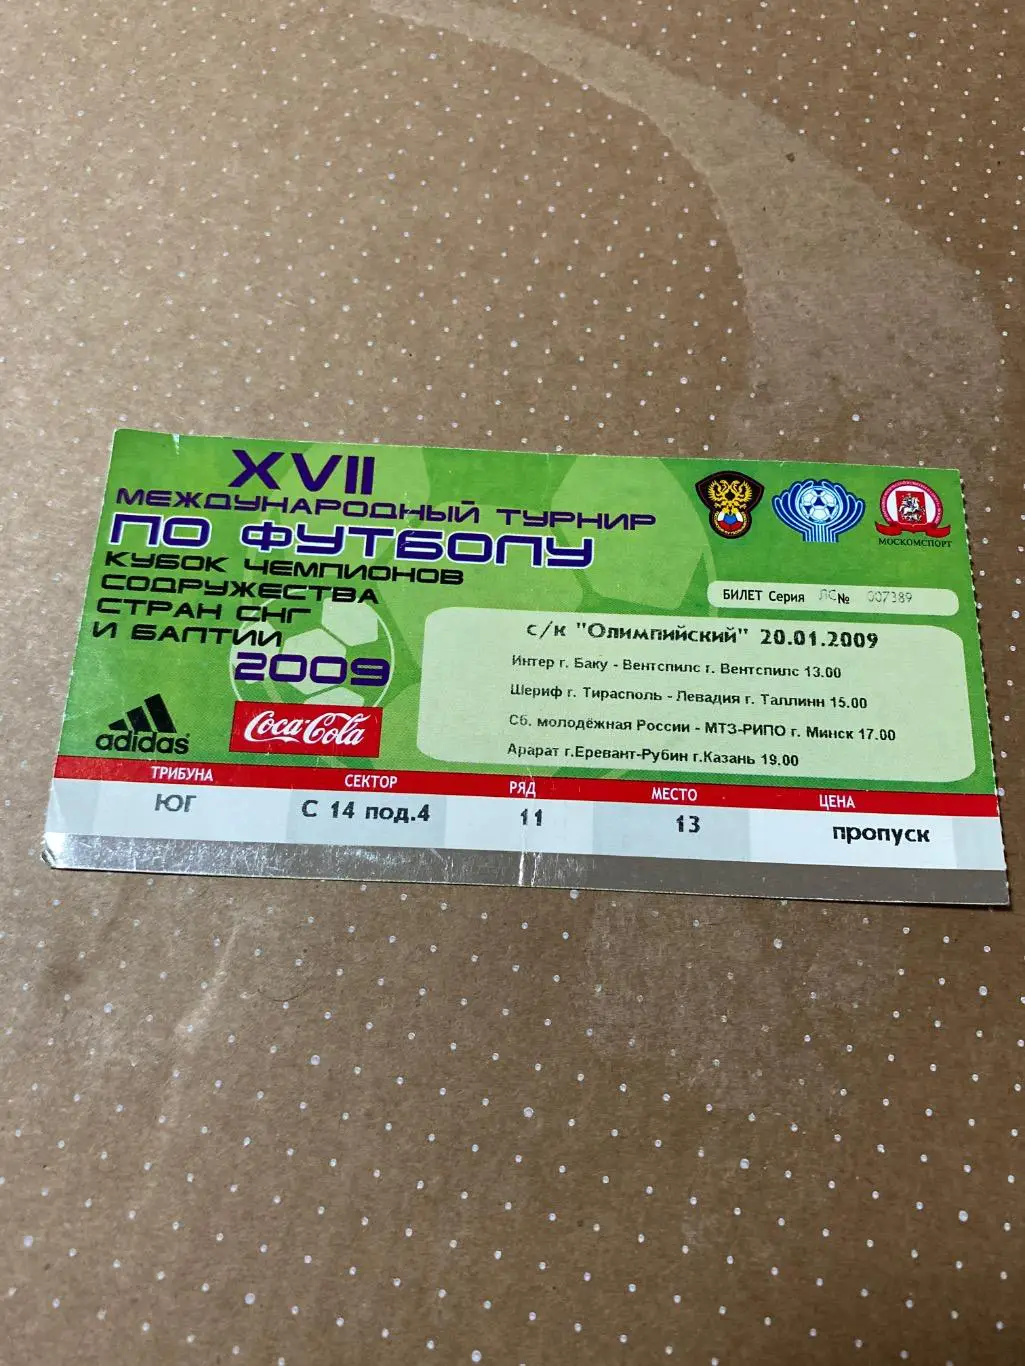 XVII
МЕЖДУНАРОДНЫЙ ТУРНИР
ПО ФУТБОЛУ
КУБОК ЧЕМПИОНОВ
СОДРУЖЕСТВА
СТРАН СНГ
И БАЛТИИ
2009
adidas
Coca-Cola
МОСКОМСПОРТ
БИЛЕТ Серия ЛС № 007389
с/к "Олимпийский" 20.01.2009
Интер г. Баку - Вентспилс г. Вентспилс 13.00
Шериф г. Тирасполь - Левадия г. Таллинн 15.00
Сб. молодёжная России - МТЗ-РИПО г. Минск 17.00
Арарат г.Еревант-Рубин г.Казань 19.00
ТРИБУНА СЕКТОР РЯД МЕСТО ЦЕНА
ЮГ С 14 под.4 11 13 пропуск